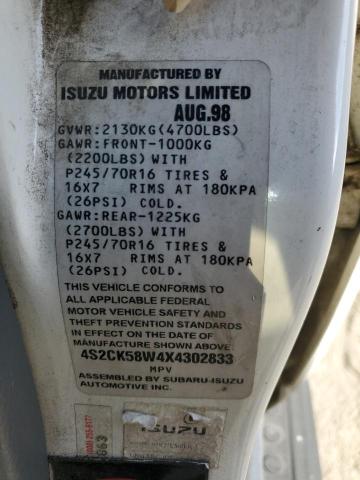 MANUFACTURED BY
ISUZU MOTORS LIMITED
AUG.98
GVWR:2130KG(4700LBS)
GAWR:FRONT-1000KG
(2200LBS)WITH
P245/70R16 TIRES &
16X7 RIMS AT 180KPA
(26PSI) COLD.
GAWR:REAR-1225KG
(2700LBS)WITH
P245/70R16 TIRES &
16X7 RIMS AT 180KPA
(26PSI) COLD.
THIS VEHICLE CONFORMS TO
ALL APPLICABLE FEDERAL
MOTOR VEHICLE SAFETY AND
THEFT PREVENTION STANDARDS
IN EFFECT ON THE DATE OF
MANUFACTURE SHOWN ABOVE.
4S2CK58W4X4302833
MPV
ASSEMBLED BY SUBARU-ISUZU
AUTOMOTIVE INC.
ISUZU